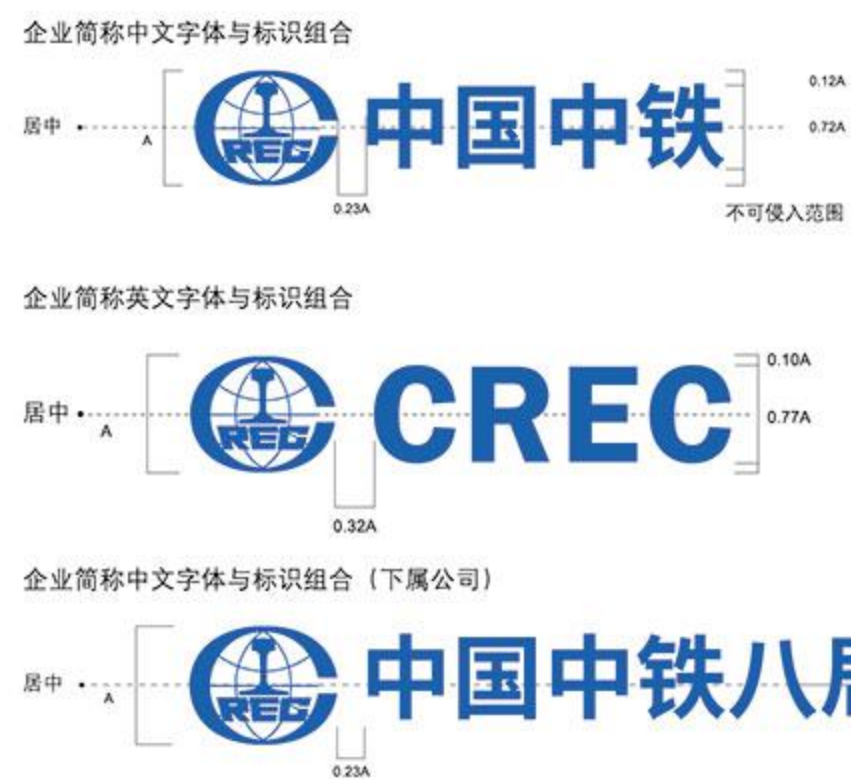 企业简称中文字体与标识组合
0.12A
居中 A REG 中国中铁 0.72A
0.23A
不可侵入范围
企业简称英文字体与标识组合
0.10A
居中 A REG CREC 0.77A
0.32A
企业简称中文字体与标识组合（下属公司）
居中 A REG 中国中铁八
0.23A